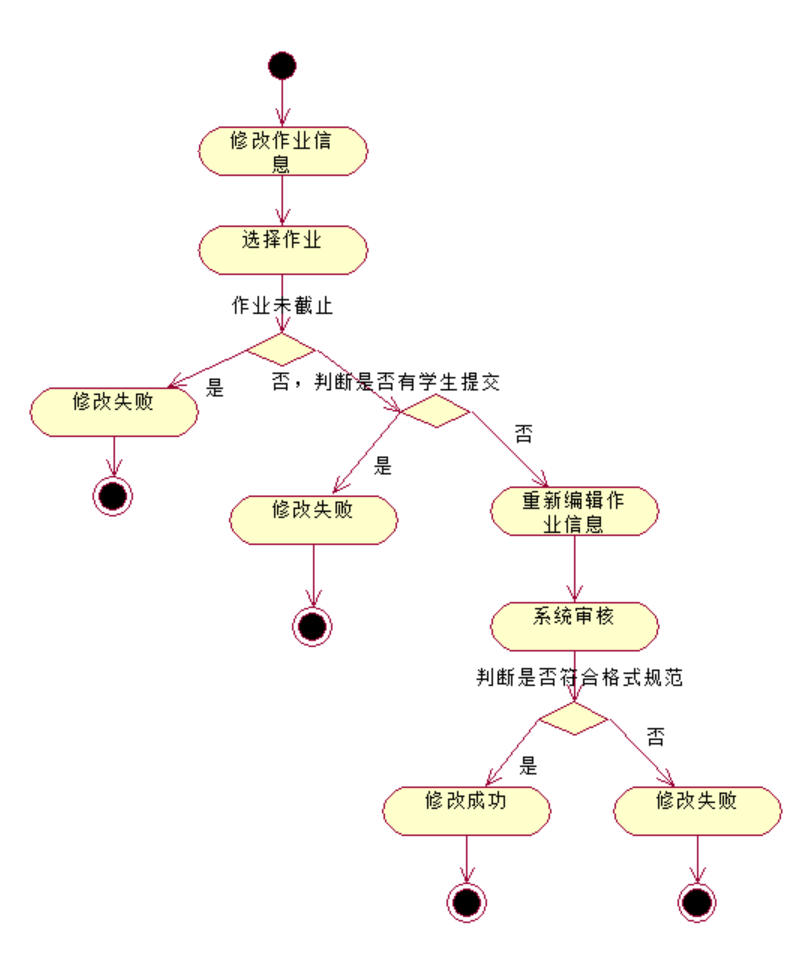 修改作业信
息
选择作业
作业未截止
是
否，判断是否有学生提交
修改失败
否
是
修改失败
重新编辑作
业信息
系统审核
判断是否符合格式规范
否
是
修改成功
修改失败